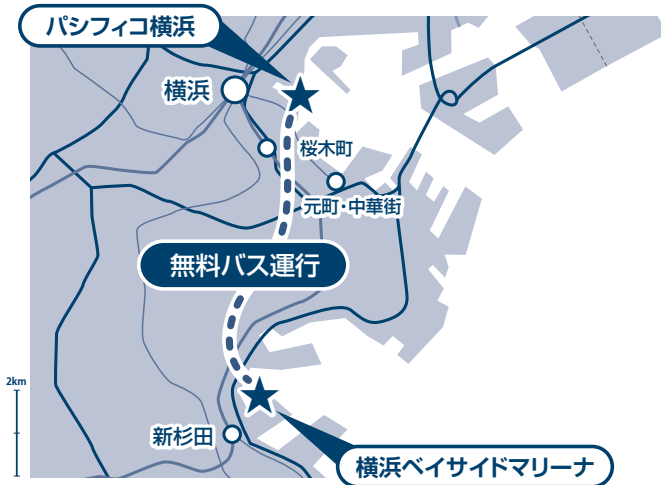 パシフィコ横浜
横浜
桜木町
元町・中華街
無料バス運行
2km
新杉田
横浜ベイサイドマリーナ